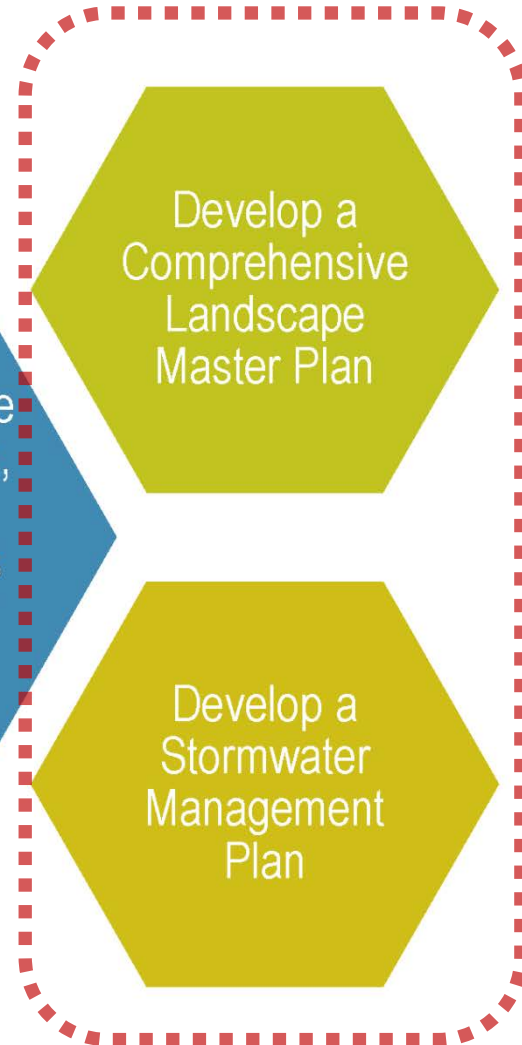 Develop a
Comprehensive
Landscape
Master Plan
Develop a
Stormwater
Management
Plan